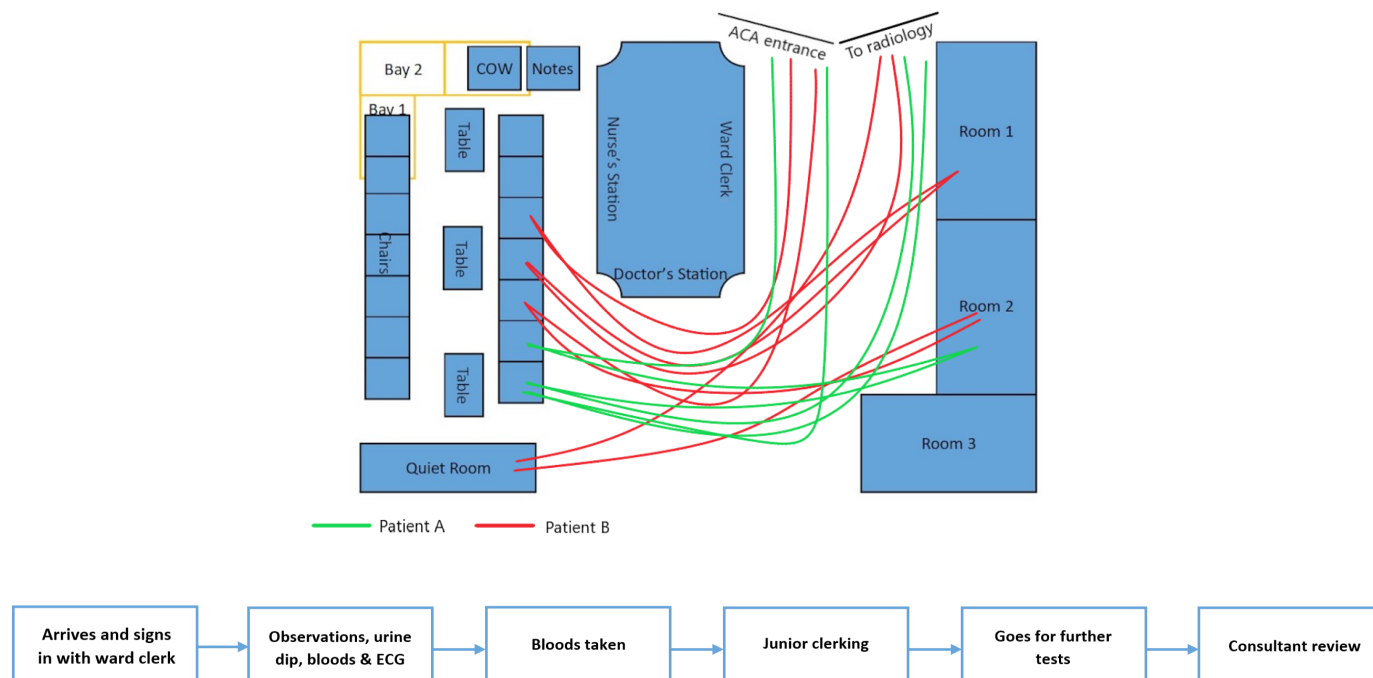 ACA entrance
To radiology
Bay 2
COW
Notes
Bay 1
Table
Nurse's Station
Ward Clerk
Room 1
Chairs
Table
Doctor's Station
Room 2
Table
Room 3
Quiet Room
Patient A
Patient B
Arrives and signs
in with ward clerk
Observations, urine
dip, bloods & ECG
Bloods taken
Junior clerking
Goes for further
tests
Consultant review